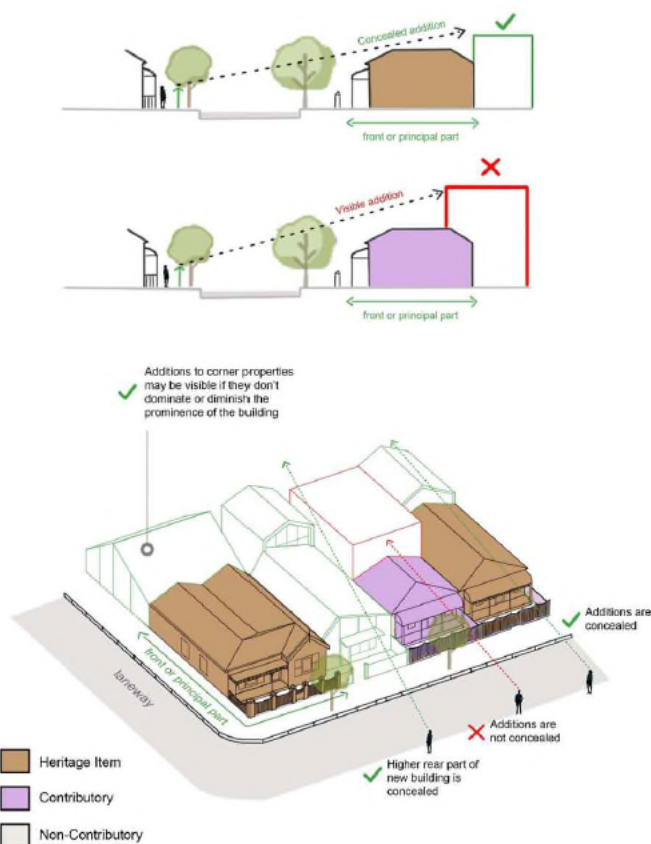 Concealed addition
front or principal part
Visible addition
front or principal part
Additions to corner properties
may be visible if they don't
dominate or diminish the
prominence of the building
front or principal part
laneway
Additions are
concealed
Additions are
not concealed
Higher rear part of
new building is
concealed
Heritage Item
Contributory
Non-Contributory